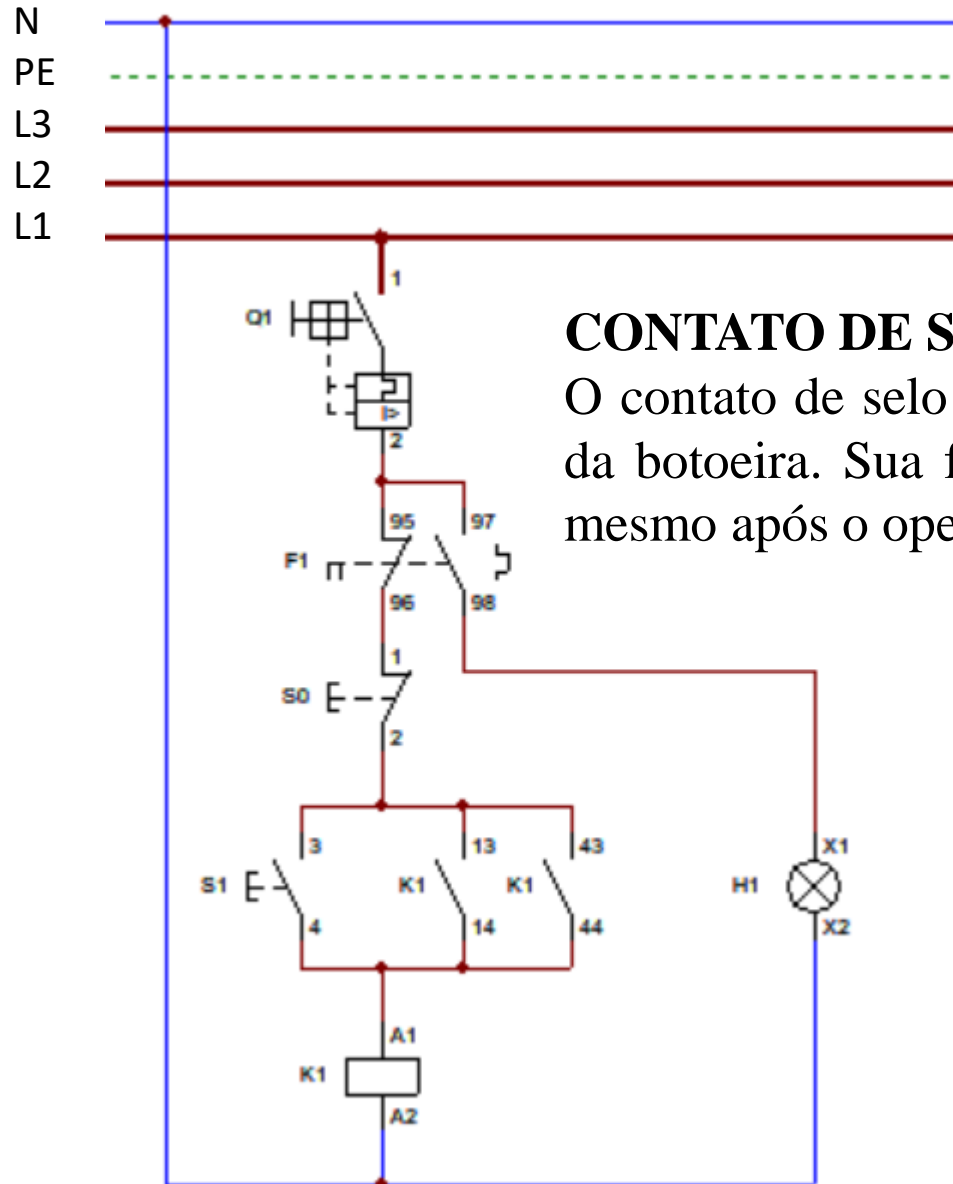 N
PE
L3
L2
L1
1
Q1
CONTATO DE
O contato de selo
I>
2
da botoeira. Sua
95 97
mesmo após o
F1
96 98
1
S0
2
3 13 43 X1
S1 K1 K1 H1
4 14 44 X2
A1
K1
A2